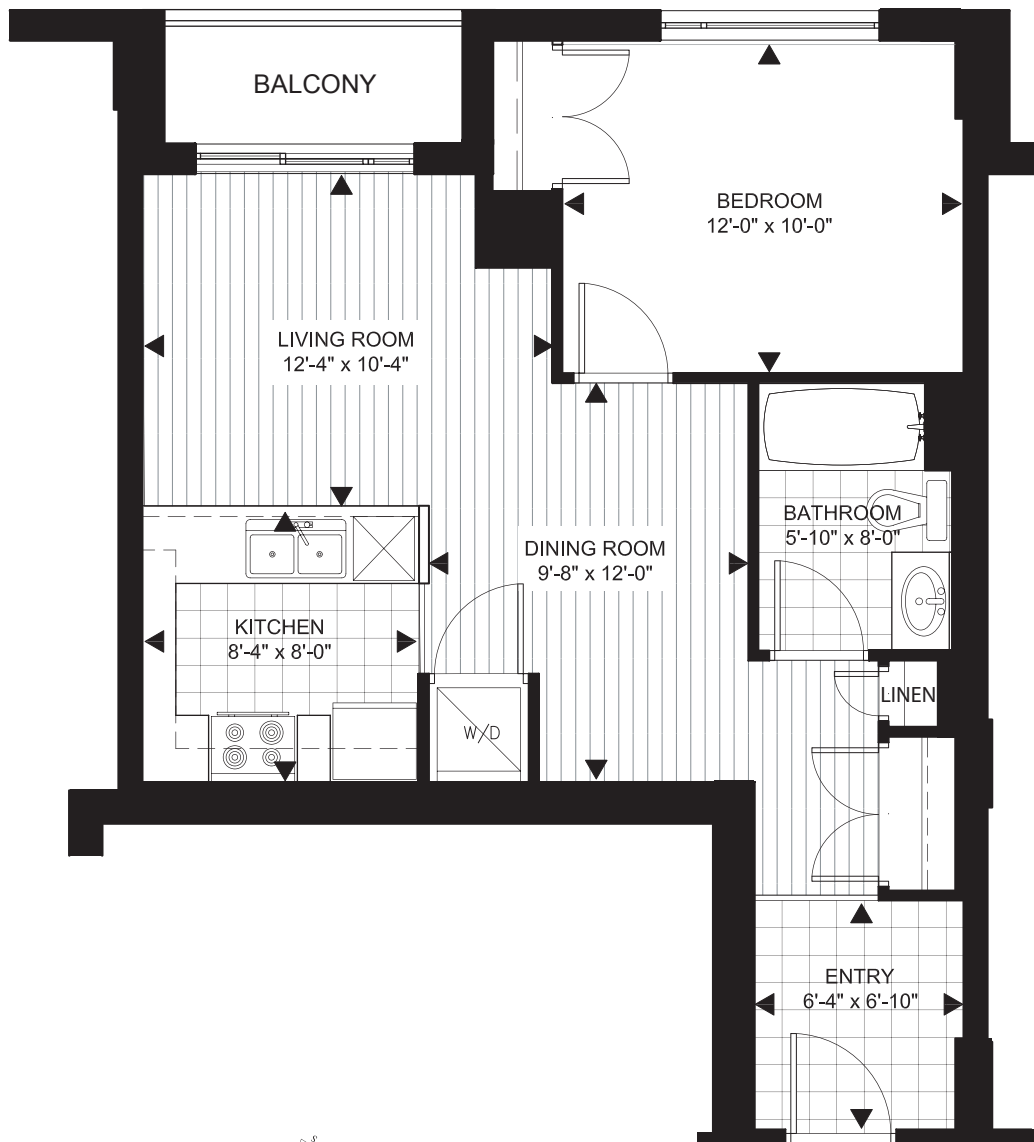 BALCONY
BEDROOM
12'-0" x 10'-0"
LIVING ROOM
12'-4" x 10'-4"
BATHROOM
5'-10" x 8'-0"
DINING ROOM
9'-8" x 12'-0"
KITCHEN
8'-4" x 8'-0"
LINEN
W/D
ENTRY
6'-4" x 6'-10"